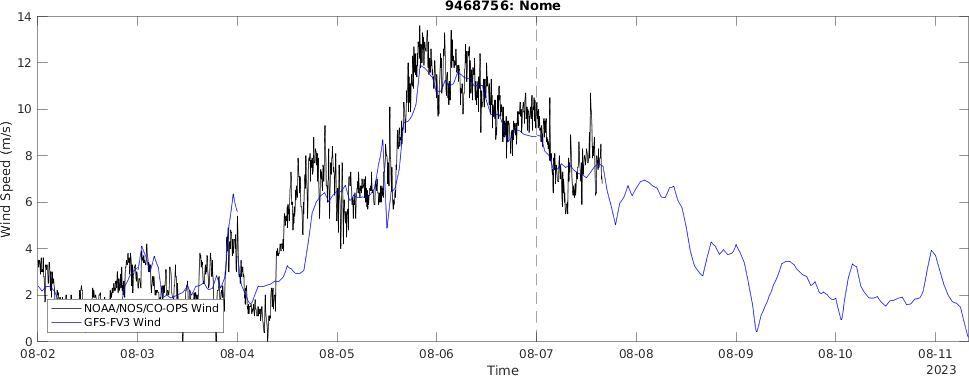 9468756: Nome
14
12
10
8
6
4
2
0
Wind Speed (m/s)
NOAA/NOS/CO-OPS Wind
GFS-FV3 Wind
08-02 08-03 08-04 08-05 08-06 08-07 08-08 08-09 08-10 08-11
Time
2023